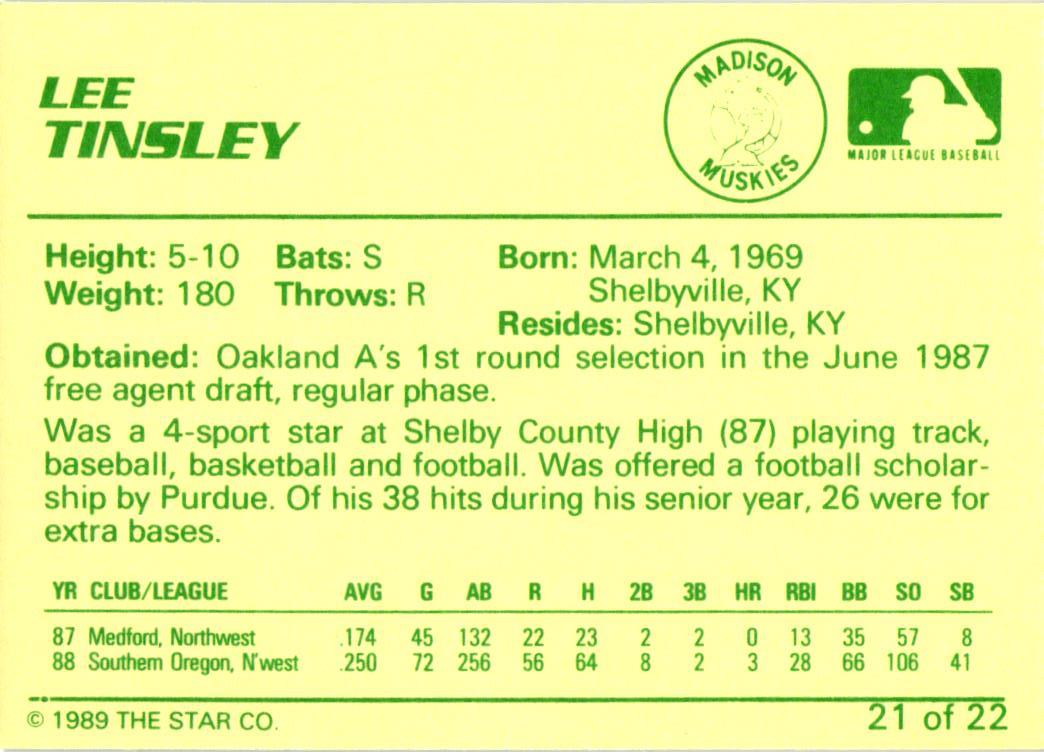 LEE
TINSLEY
MADISON
MUSKIES
MAJOR LEAGUE BASEBALL
Height: 5-10 Bats: S Born: March 4, 1969
Weight: 180 Throws: R Shelbyville, KY
Resides: Shelbyville, KY
Obtained: Oakland A's 1st round selection in the June 1987
free agent draft, regular phase.
Was a 4-sport star at Shelby County High (87) playing track,
baseball, basketball and football. Was offered a football scholar-
ship by Purdue. Of his 38 hits during his senior year, 26 were for
extra bases.
YR CLUB/LEAGUE AVG G AB R H 2B 3B HR RBI BB SO SB
87 Medford, Northwest .174 45 132 22 23 2 2 0 13 35 57 8
88 Southern Oregon, N'west .250 72 256 56 64 8 2 3 28 66 106 41
© 1989 THE STAR CO. 21 of 22